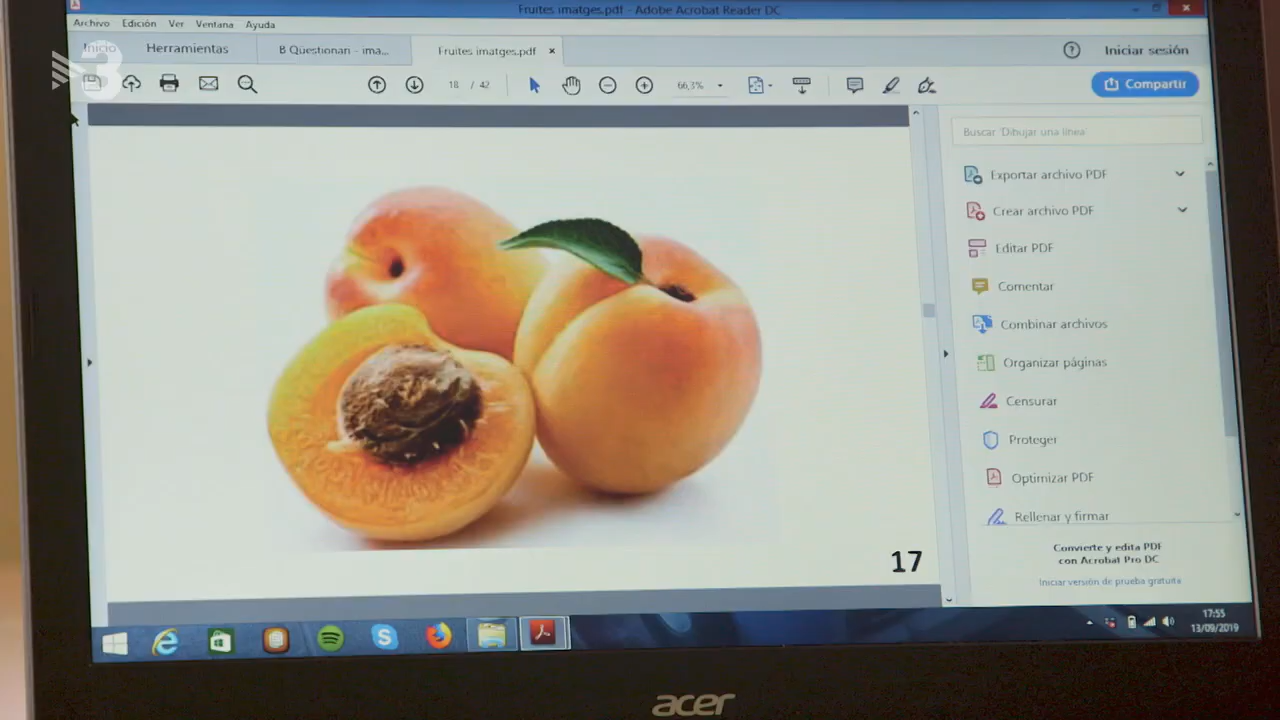 Fruites imatges.pdf - Adobe Acrobat Reader DC
Archivo Edición Ver Ventana Ayuda
Inicio Herramientas B Qüestionari - ima... Fruites imatges.pdf × ? Iniciar sesión
3
18 / 42 66,3% Compartir
Buscar 'Dibujar una línea'
Exportar archivo PDF
Crear archivo PDF
Editar PDF
Comentar
Combinar archivos
Organizar páginas
Censurar
Proteger
Optimizar PDF
Rellenar y firmar
Convierte y edita PDF
con Acrobat Pro DC
Iniciar versión de prueba gratuita
17
17:55
13/09/2019
acer